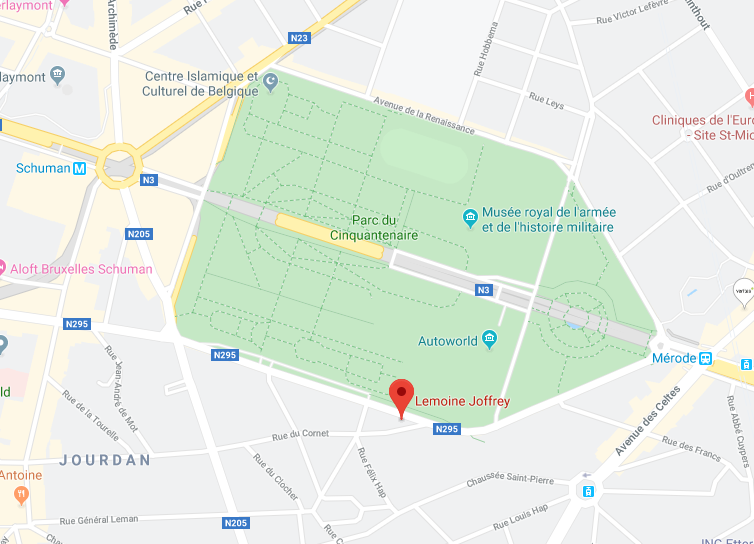 erlaymont
Archimède
Rue
N23
Rue Hobbema
Rue Victor Lefèvre
inthout
laymont
Centre Islamique et
Culturel de Belgique
Avenue de la Renaissance
Rue Leys
Cliniques de l'Euro
- Site St-Mic
Schuman M
N3
Rue d'Oultrem
N205
Parc du
Cinquantenaire
Musée royal de l'armée
et de l'histoire militaire
Aloft Bruxelles Schuman
N3
N295
N295
Autoworld
Mérode
Rue Jean-
André de Mot
ld
Lemoine Joffrey
Avenue des Celtes
Rue Abbé Cuypers
Rue de la Tourelle
N295
Rue du Cornet
Rue des Francs
JOURDAN
Rue Félix Hap
Antoine
Rue du Clocher
Chaussée Saint-Pierre
Rue Général Leman
N205
Rue Louis Hap
ING Etter
Chau